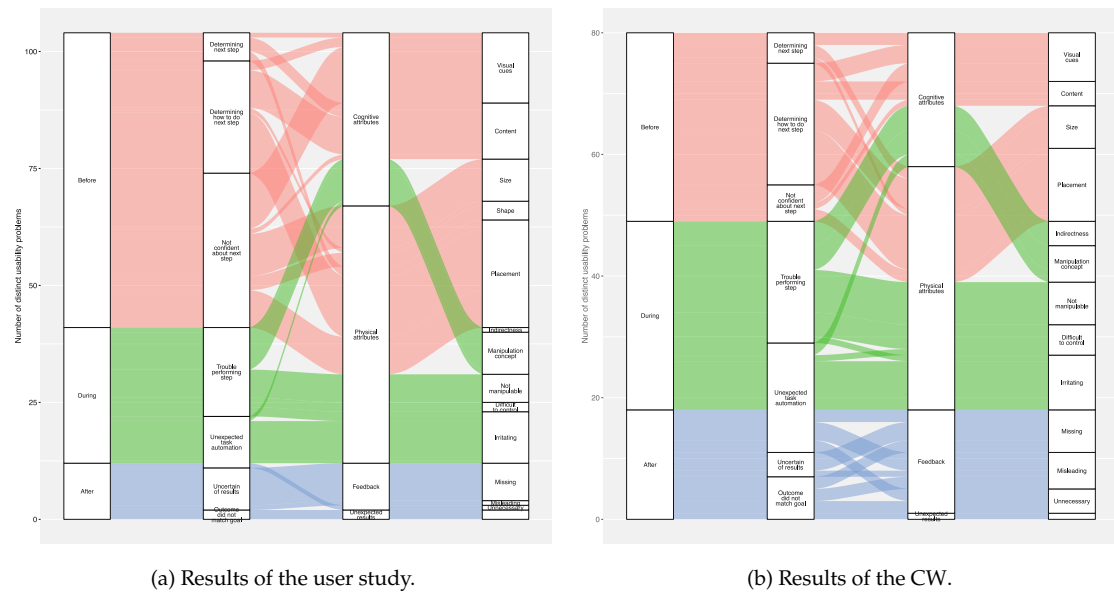 Number of distinct usability problems
100
75
50
25
0
Before
During
After
Determining
next step
Determining
how to do
next step
Not
confident
about next
step
Trouble
performing
step
Unexpected
task
automation
Uncertain
of results
Outcome
did not
match goal
Cognitive
attributes
Physical
attributes
Feedback
Unexpected
results
Visual
cues
Content
Size
Shape
Placement
Indirectness
Manipulation
concept
Not
manipulable
Difficult
to control
Irritating
Missing
Misleading
Unnecessary
(a) Results of the user study.
Number of distinct usability problems
80
60
40
20
0
Before
During
After
Determining
next step
Determining
how to do
next step
Not
confident
about next
step
Trouble
performing
step
Unexpected
task
automation
Uncertain
of results
Outcome
did not
match goal
Cognitive
attributes
Physical
attributes
Feedback
Unexpected
results
Visual
cues
Content
Size
Placement
Indirectness
Manipulation
concept
Not
manipulable
Difficult
to control
Irritating
Missing
Misleading
Unnecessary
(b) Results of the CW.